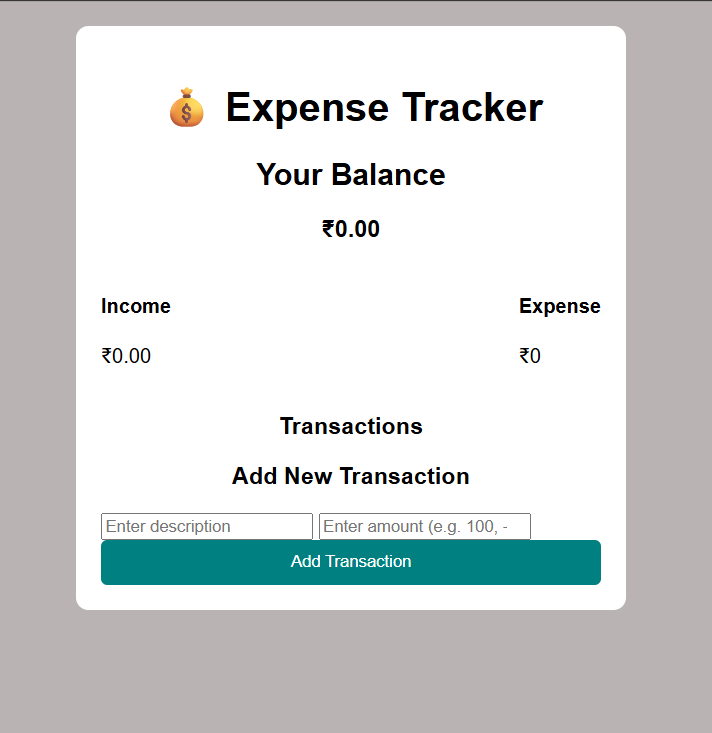 💰 Expense Tracker
Your Balance
₹0.00
Income Expense
₹0.00 ₹0
Transactions
Add New Transaction
Enter description Enter amount (e.g. 100, -
Add Transaction